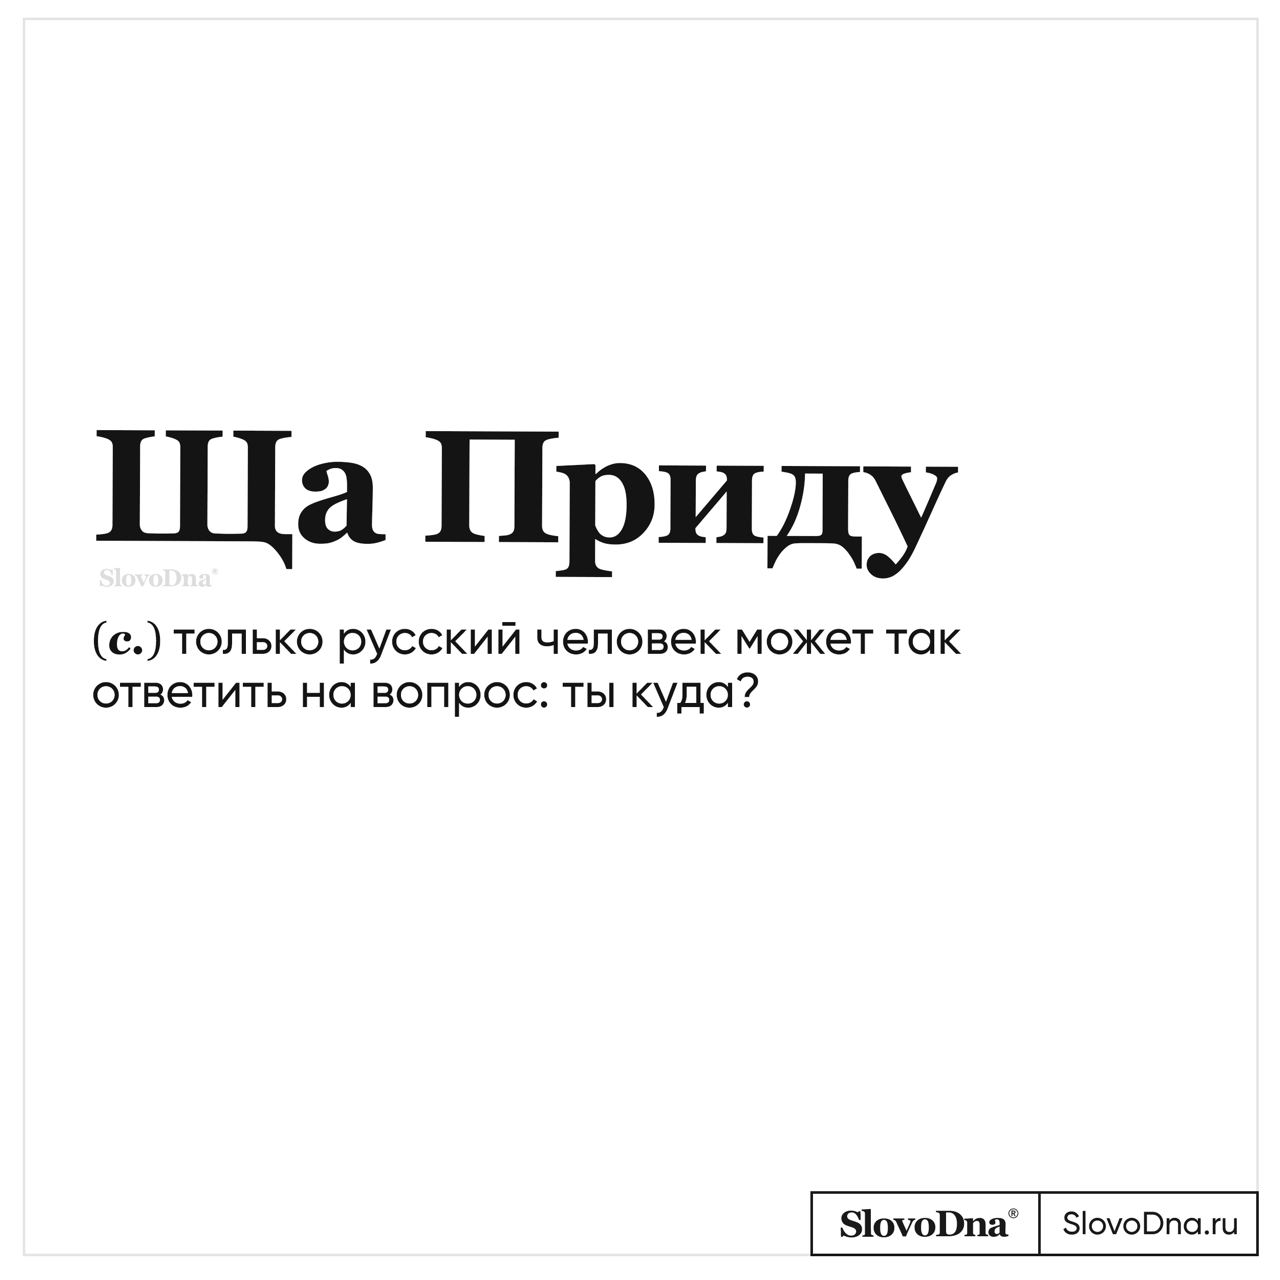 Ща Приду
SlovoDna®
(с.) только русский человек может так
ответить на вопрос: ты куда?
SlovoDna® SlovoDna.ru